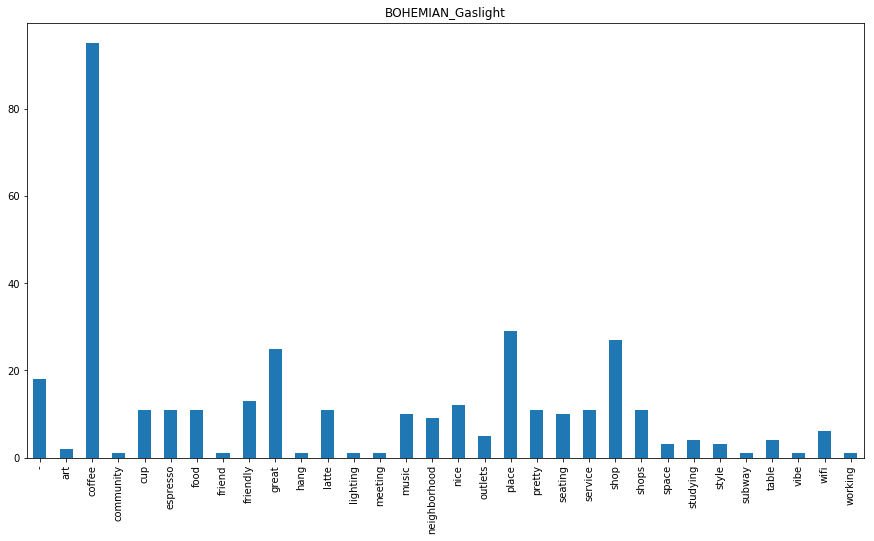 BOHEMIAN_Gaslight
80
60
40
20
0
-
art
coffee
community
cup
espresso
food
friend
friendly
great
hang
latte
lighting
meeting
music
neighborhood
nice
outlets
place
pretty
seating
service
shop
shops
space
studying
style
subway
table
vibe
wifi
working